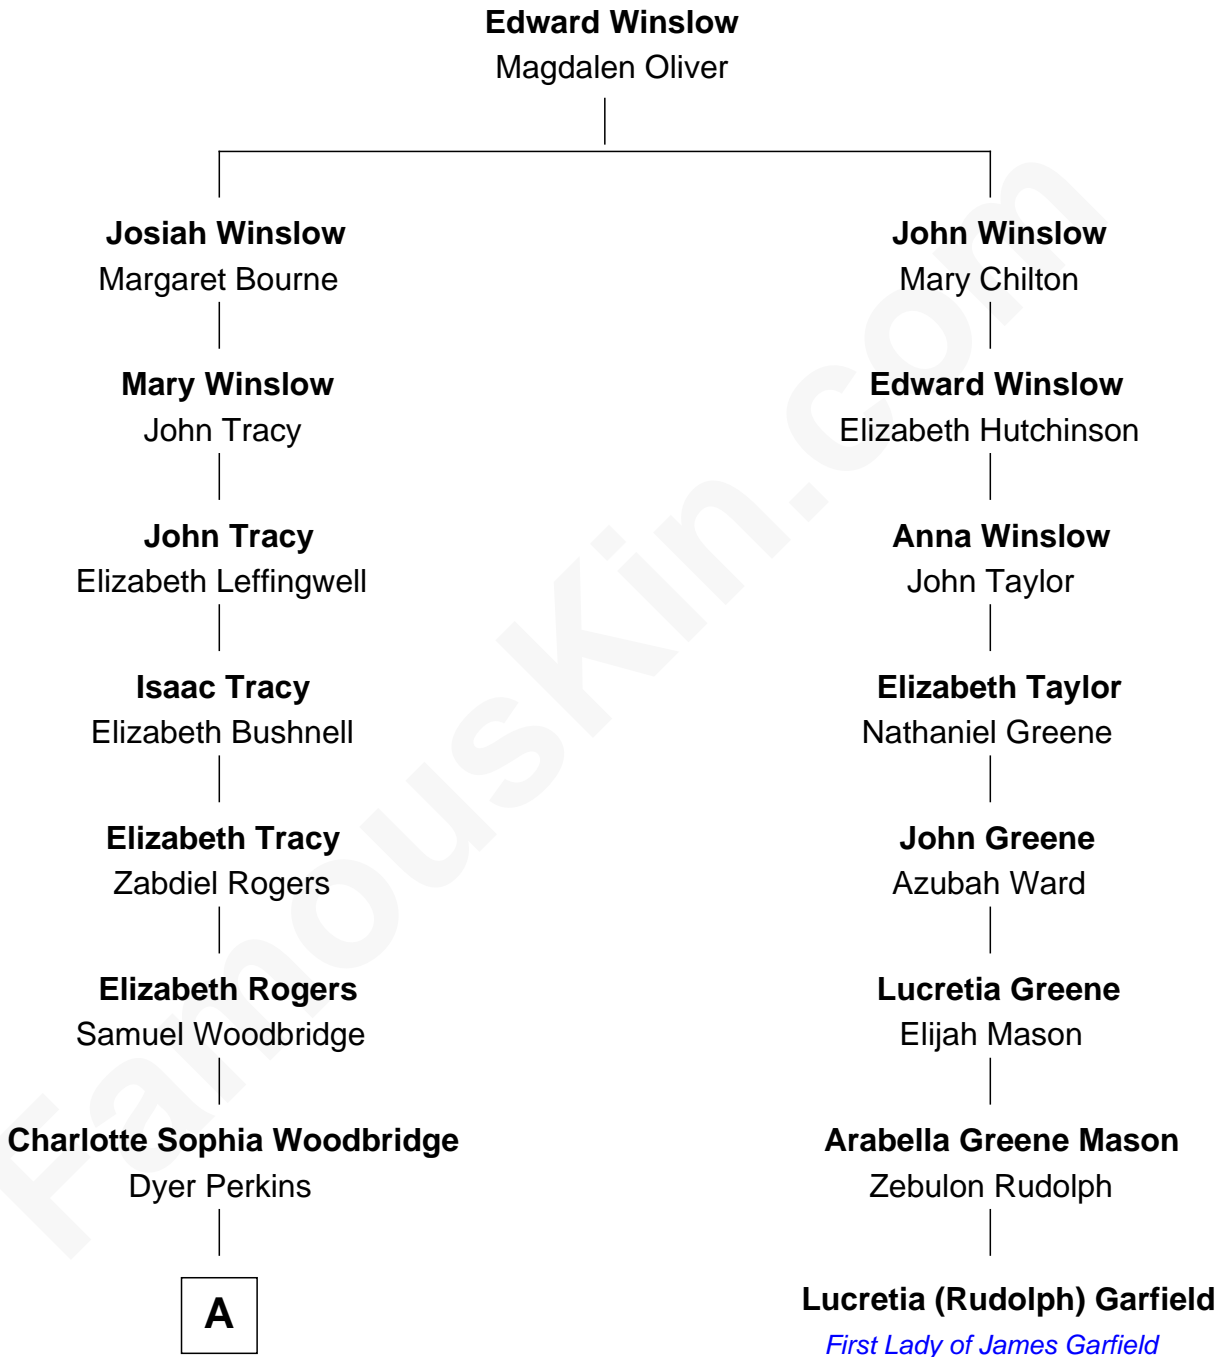 Edward Winslow
Magdalen Oliver
Josiah Winslow
Margaret Bourne
John Winslow
Mary Chilton
Mary Winslow
John Tracy
Edward Winslow
Elizabeth Hutchinson
John Tracy
Elizabeth Leffingwell
Anna Winslow
John Taylor
Isaac Tracy
Elizabeth Bushnell
Elizabeth Taylor
Nathaniel Greene
Elizabeth Tracy
Zabdiel Rogers
John Greene
Azubah Ward
Elizabeth Rogers
Samuel Woodbridge
Lucretia Greene
Elijah Mason
Charlotte Sophia Woodbridge
Dyer Perkins
Arabella Greene Mason
Zebulon Rudolph
A
Lucretia (Rudolph) Garfield
First Lady of James Garfield
FamousKin.com